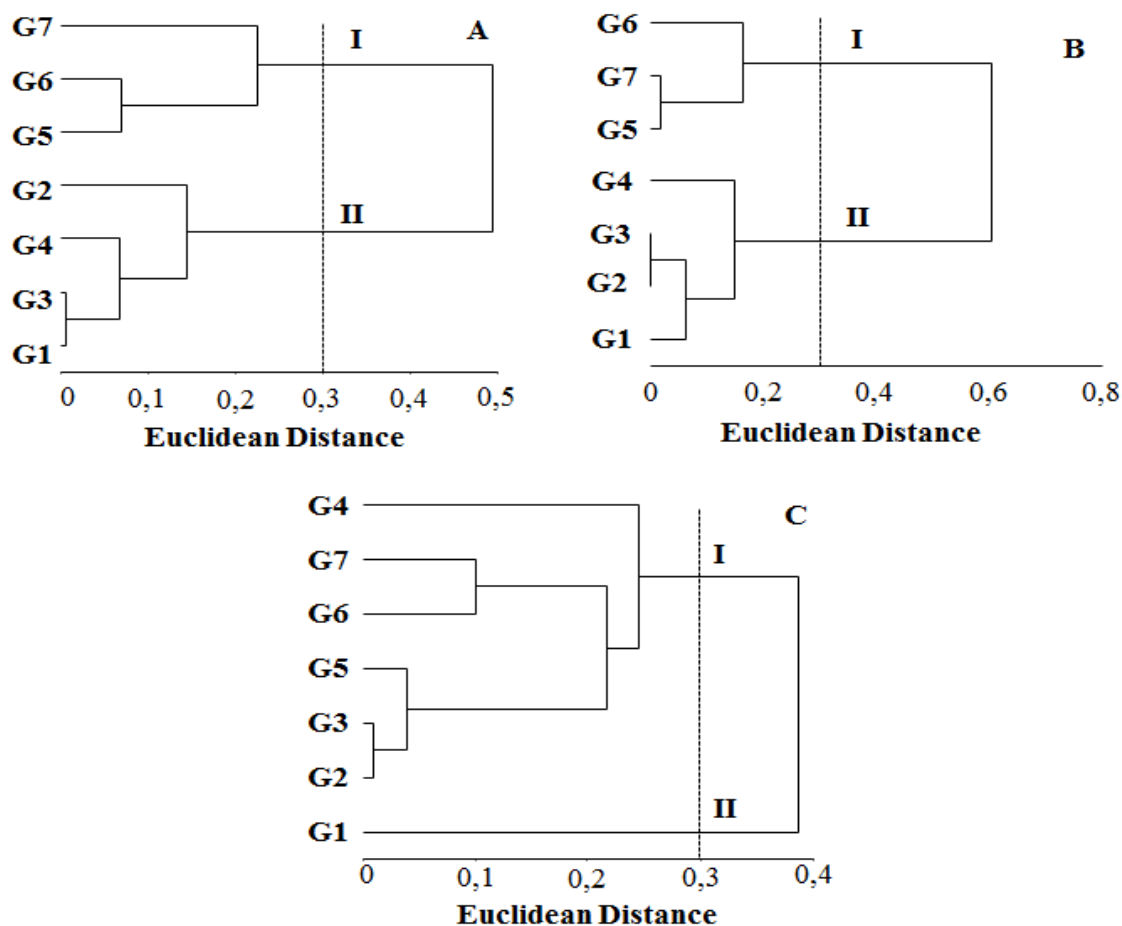 A
G7
I
G6
G5
G2
II
G4
G3
G1
0 0,1 0,2 0,3 0,4 0,5
Euclidean Distance
B
G6
I
G7
G5
G4
II
G3
G2
G1
0 0,2 0,4 0,6 0,8
Euclidean Distance
C
G4
I
G7
G6
G5
G3
G2
II
G1
0 0,1 0,2 0,3 0,4
Euclidean Distance